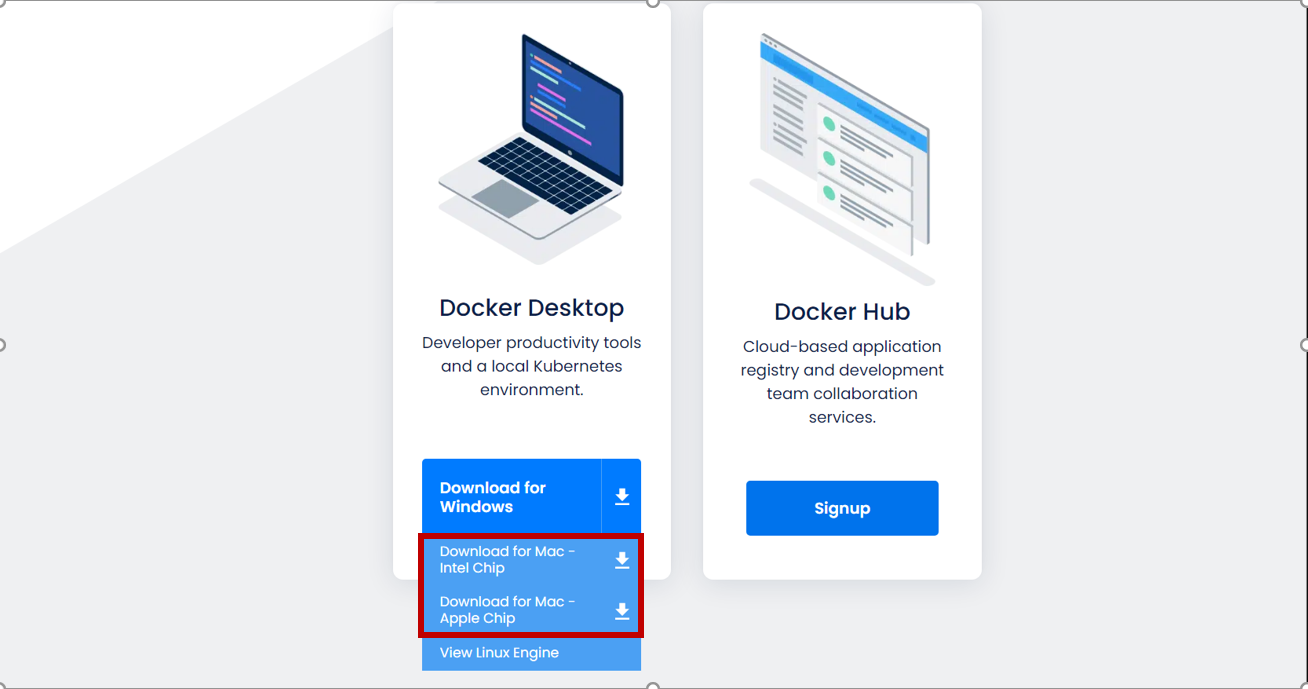 Docker Desktop
Developer productivity tools
and a local Kubernetes
environment.
Download for
Windows
Download for Mac -
Intel Chip
Download for Mac -
Apple Chip
View Linux Engine
Docker Hub
Cloud-based application
registry and development
team collaboration
services.
Signup